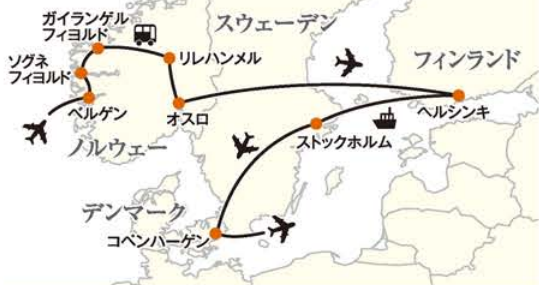 ガイランゲル
フィヨルド
スウェーデン
フィンランド
ソグネ
フィヨルド
リレハンメル
ベルゲン
オスロ
ヘルシンキ
ストックホルム
ノルウェー
デンマーク
コペンハーゲン